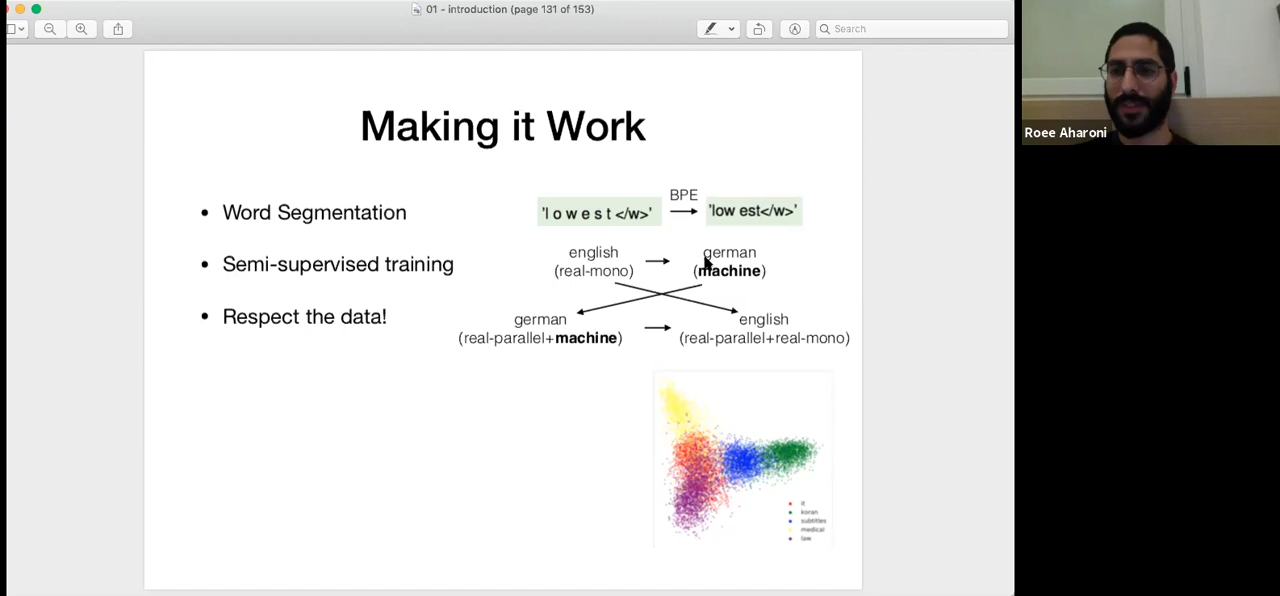 01 - introduction (page 131 of 153)
Search
Roee Aharoni
Making it Work
• Word Segmentation
• Semi-supervised training
• Respect the data!
BPE
'l o w e s t </w>'
'low est</w>'
english
(real-mono)
german
(machine)
german
(real-parallel+machine)
english
(real-parallel+real-mono)
it
koran
subtitles
medical
law